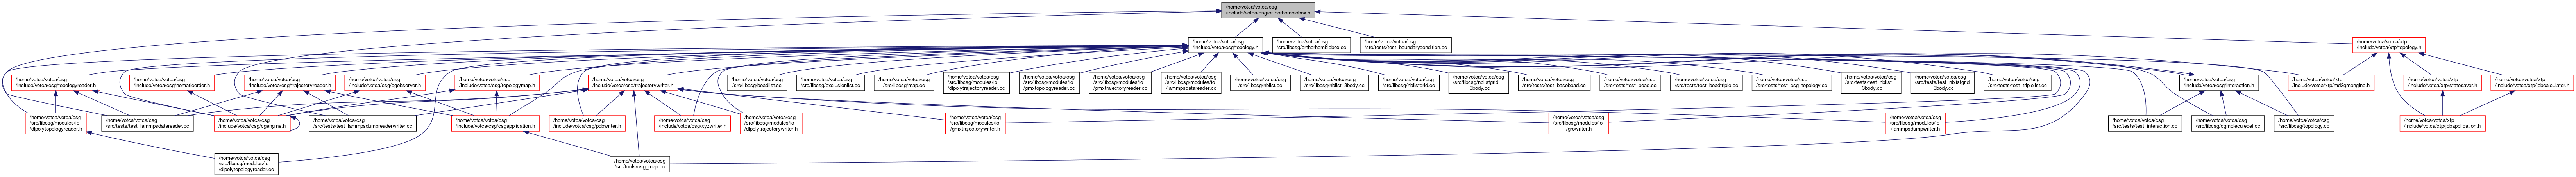 /home/votca/votca/csg
/include/votca/csg/orthorhombicbox.h
/home/votca/votca/csg
/include/votca/csg/topology.h
/src/libcsg/orthorhombicbox.cc
/home/votca/votca/csg
/src/tests/test_boundarycondition.cc
/home/votca/votca/xtp
/include/votca/xtp/topology.h
/home/votca/votca/csg
/include/votca/csg/topologyreader.h
/home/votca/votca/csg
/include/votca/csg/nematicorder.h
/home/votca/votca/csg
/include/votca/csg/trajectoryreader.h
/home/votca/votca/csg
/include/votca/csg/cgobserver.h
/home/votca/votca/csg
/include/votca/csg/topologymap.h
/home/votca/votca/csg
/include/votca/csg/trajectorywriter.h
/home/votca/votca/csg
/src/libcsg/beadlist.cc
/home/votca/votca/csg
/src/libcsg/exclusionlist.cc
/home/votca/votca/csg
/src/libcsg/map.cc
/home/votca/votca/csg
/src/libcsg/modules/io
/dlpolytrajectoryreader.cc
/home/votca/votca/csg
/src/libcsg/modules/io
/gmxtopologyreader.cc
/home/votca/votca/csg
/src/libcsg/modules/io
/gmxtrajectoryreader.cc
/home/votca/votca/csg
/src/libcsg/modules/io
/lammpsdatareader.cc
/home/votca/votca/csg
/src/libcsg/nblist.cc
/home/votca/votca/csg
/src/libcsg/nblist_3body.cc
/home/votca/votca/csg
/src/libcsg/nblistgrid.cc
/home/votca/votca/csg
/src/libcsg/nblistgrid
_3body.cc
/home/votca/votca/csg
/src/tests/test_basebead.cc
/home/votca/votca/csg
/src/tests/test_bead.cc
/home/votca/votca/csg
/src/tests/test_beadtriple.cc
/home/votca/votca/csg
/src/tests/test_csg_topology.cc
/home/votca/votca/csg
/src/tests/test_nblist
_3body.cc
/home/votca/votca/csg
/src/tests/test_nblistgrid
_3body.cc
/home/votca/votca/csg
/src/tests/test_triplelist.cc
/home/votca/votca/csg
/include/votca/csg/interaction.h
/home/votca/votca/xtp
/include/votca/xtp/md2qmengine.h
/home/votca/votca/xtp
/include/votca/xtp/statesaver.h
/home/votca/votca/xtp
/include/votca/xtp/jobcalculator.h
/home/votca/votca/csg
/src/libcsg/modules/io
/dlpolytopologyreader.h
/home/votca/votca/csg
/src/tests/test_lammpsdatareader.cc
/home/votca/votca/csg
/include/votca/csg/cgengine.h
/home/votca/votca/csg
/src/tests/test_lammpsdumpreaderwriter.cc
/home/votca/votca/csg
/include/votca/csg/csgapplication.h
/home/votca/votca/csg
/include/votca/csg/pdbwriter.h
/home/votca/votca/csg
/include/votca/csg/xyzwriter.h
/home/votca/votca/csg
/src/libcsg/modules/io
/dlpolytrajectorywriter.h
/home/votca/votca/csg
/src/libcsg/modules/io
/gmxtrajectorywriter.h
/home/votca/votca/csg
/src/libcsg/modules/io
/growriter.h
/home/votca/votca/csg
/src/libcsg/modules/io
/lammpsdumpwriter.h
/home/votca/votca/csg
/src/tests/test_interaction.cc
/home/votca/votca/csg
/src/libcsg/cgmoleculedef.cc
/home/votca/votca/csg
/src/libcsg/topology.cc
/home/votca/votca/xtp
/include/votca/xtp/jobapplication.h
/home/votca/votca/csg
/src/libcsg/modules/io
/dlpolytopologyreader.cc
/home/votca/votca/csg
/src/tools/csg_map.cc